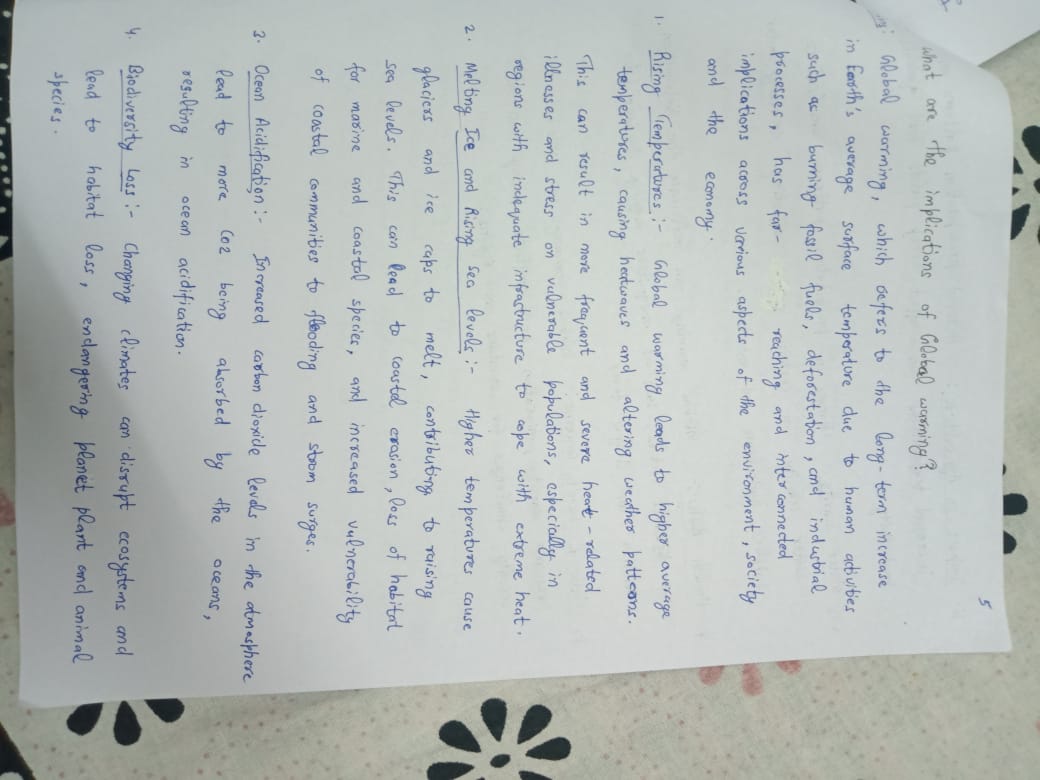 5
What are the implications of Global warming?
Global warming, which refers to the long-term increase
in Earth's average surface temperature due to human activities
such as burning fossil fuels, deforestation, and industrial
processes, has far- reaching and interconnected
implications across various aspects of the environment, society
and the economy.
1. Rising Temperatures :- Global warming leads to higher average
temperatures, causing heatwaves and altering weather patterns.
This can result in more frequent and severe heat-related
illnesses and stress on vulnerable populations, especially in
regions with indequate infrastructure to cope with extreme heat.
2. Melting Ice and Rising Sea levels :- Higher temperatures cause
glaciers and ice caps to melt, contributing to raising
sea levels. This can lead to coastal erosion, loss of habitat
for marine and coastal species, and increased vulnerability
of coastal communities to flooding and storm surges.
3. Ocean Acidification :- Increased carbon dioxide levels in the atmosphere
lead to more CO2 being absorbed by the oceans,
resulting in ocean acidification.
4. Biodiversity Loss :- Changing climates can disrupt ecosystems and
lead to habitat loss, endangering planet plant and animal
species.